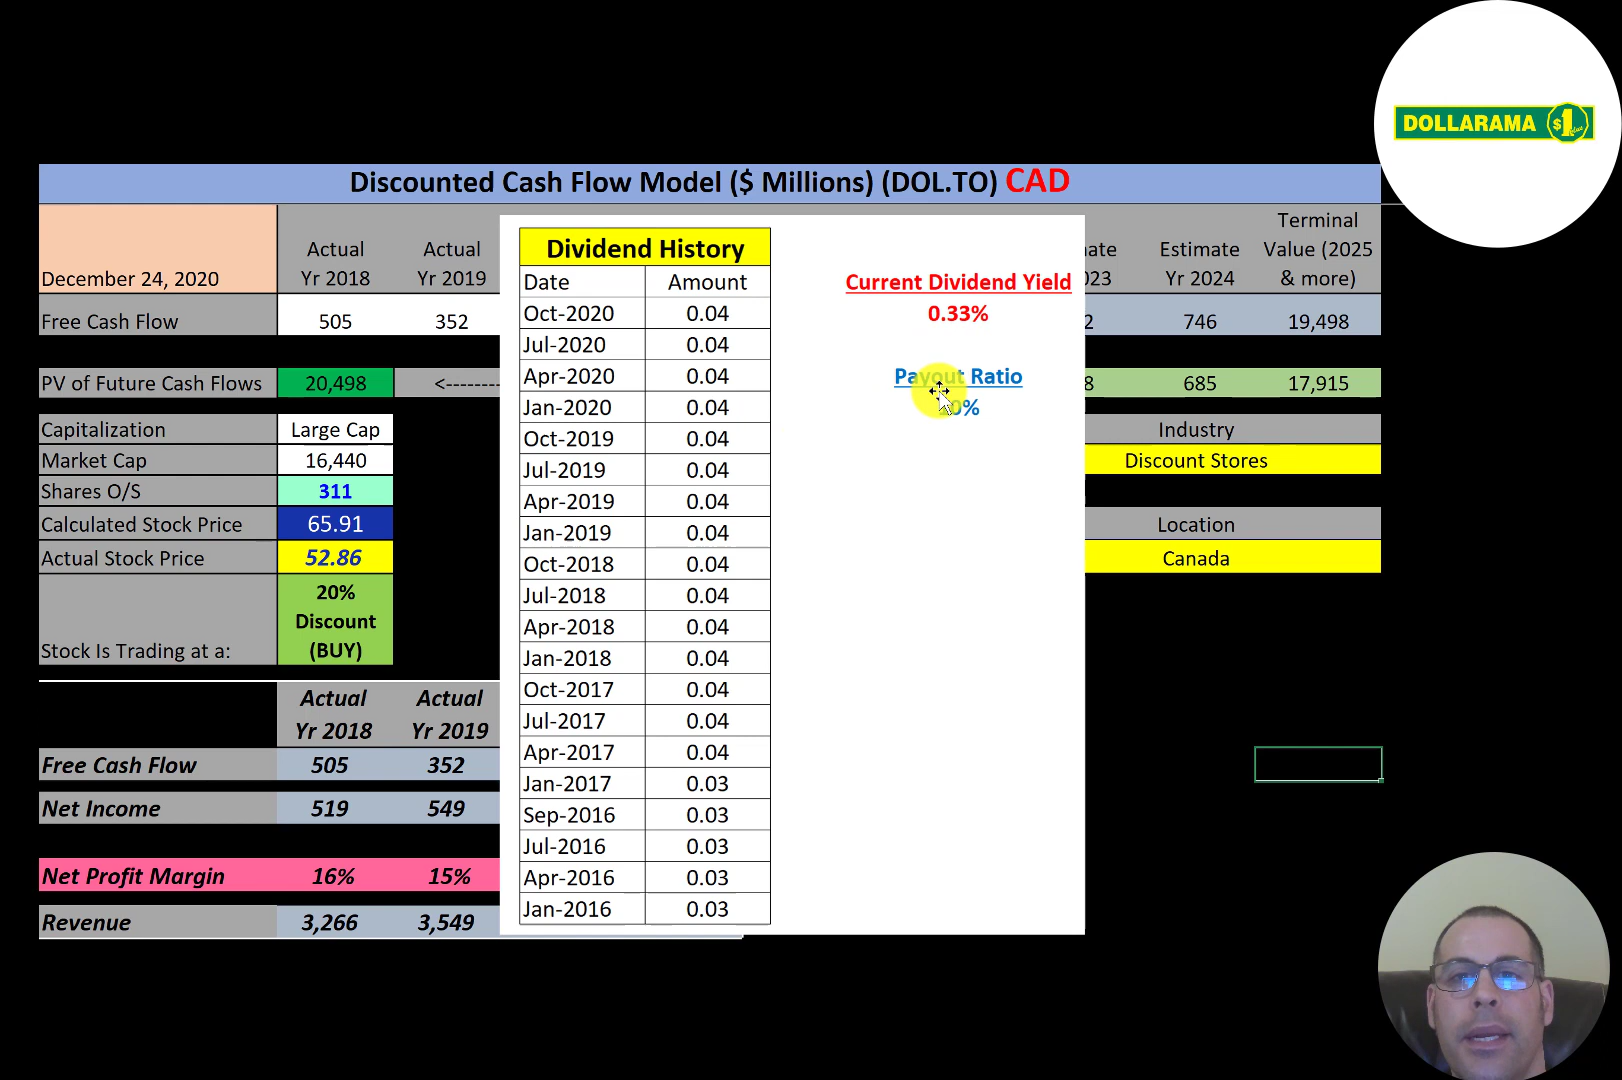 DOLLARAMA $1 value
Discounted Cash Flow Model ($ Millions) (DOL.TO) CAD
December 24, 2020
Actual
Yr 2018
Actual
Yr 2019
Estimate
Yr 2024
Terminal
Value (2025
& more)
Free Cash Flow 505 352 746 19,498
PV of Future Cash Flows 20,498 <------- 685 17,915
Capitalization Large Cap
Market Cap 16,440
Shares O/S 311
Calculated Stock Price 65.91
Actual Stock Price 52.86
Stock Is Trading at a:
20%
Discount
(BUY)
Industry
Discount Stores
Location
Canada
Dividend History
Date Amount
Oct-2020 0.04
Jul-2020 0.04
Apr-2020 0.04
Jan-2020 0.04
Oct-2019 0.04
Jul-2019 0.04
Apr-2019 0.04
Jan-2019 0.04
Oct-2018 0.04
Jul-2018 0.04
Apr-2018 0.04
Jan-2018 0.04
Oct-2017 0.04
Jul-2017 0.04
Apr-2017 0.04
Jan-2017 0.03
Sep-2016 0.03
Jul-2016 0.03
Apr-2016 0.03
Jan-2016 0.03
Current Dividend Yield
0.33%
Payout Ratio
Actual
Yr 2018
Actual
Yr 2019
Free Cash Flow 505 352
Net Income 519 549
Net Profit Margin 16% 15%
Revenue 3,266 3,549